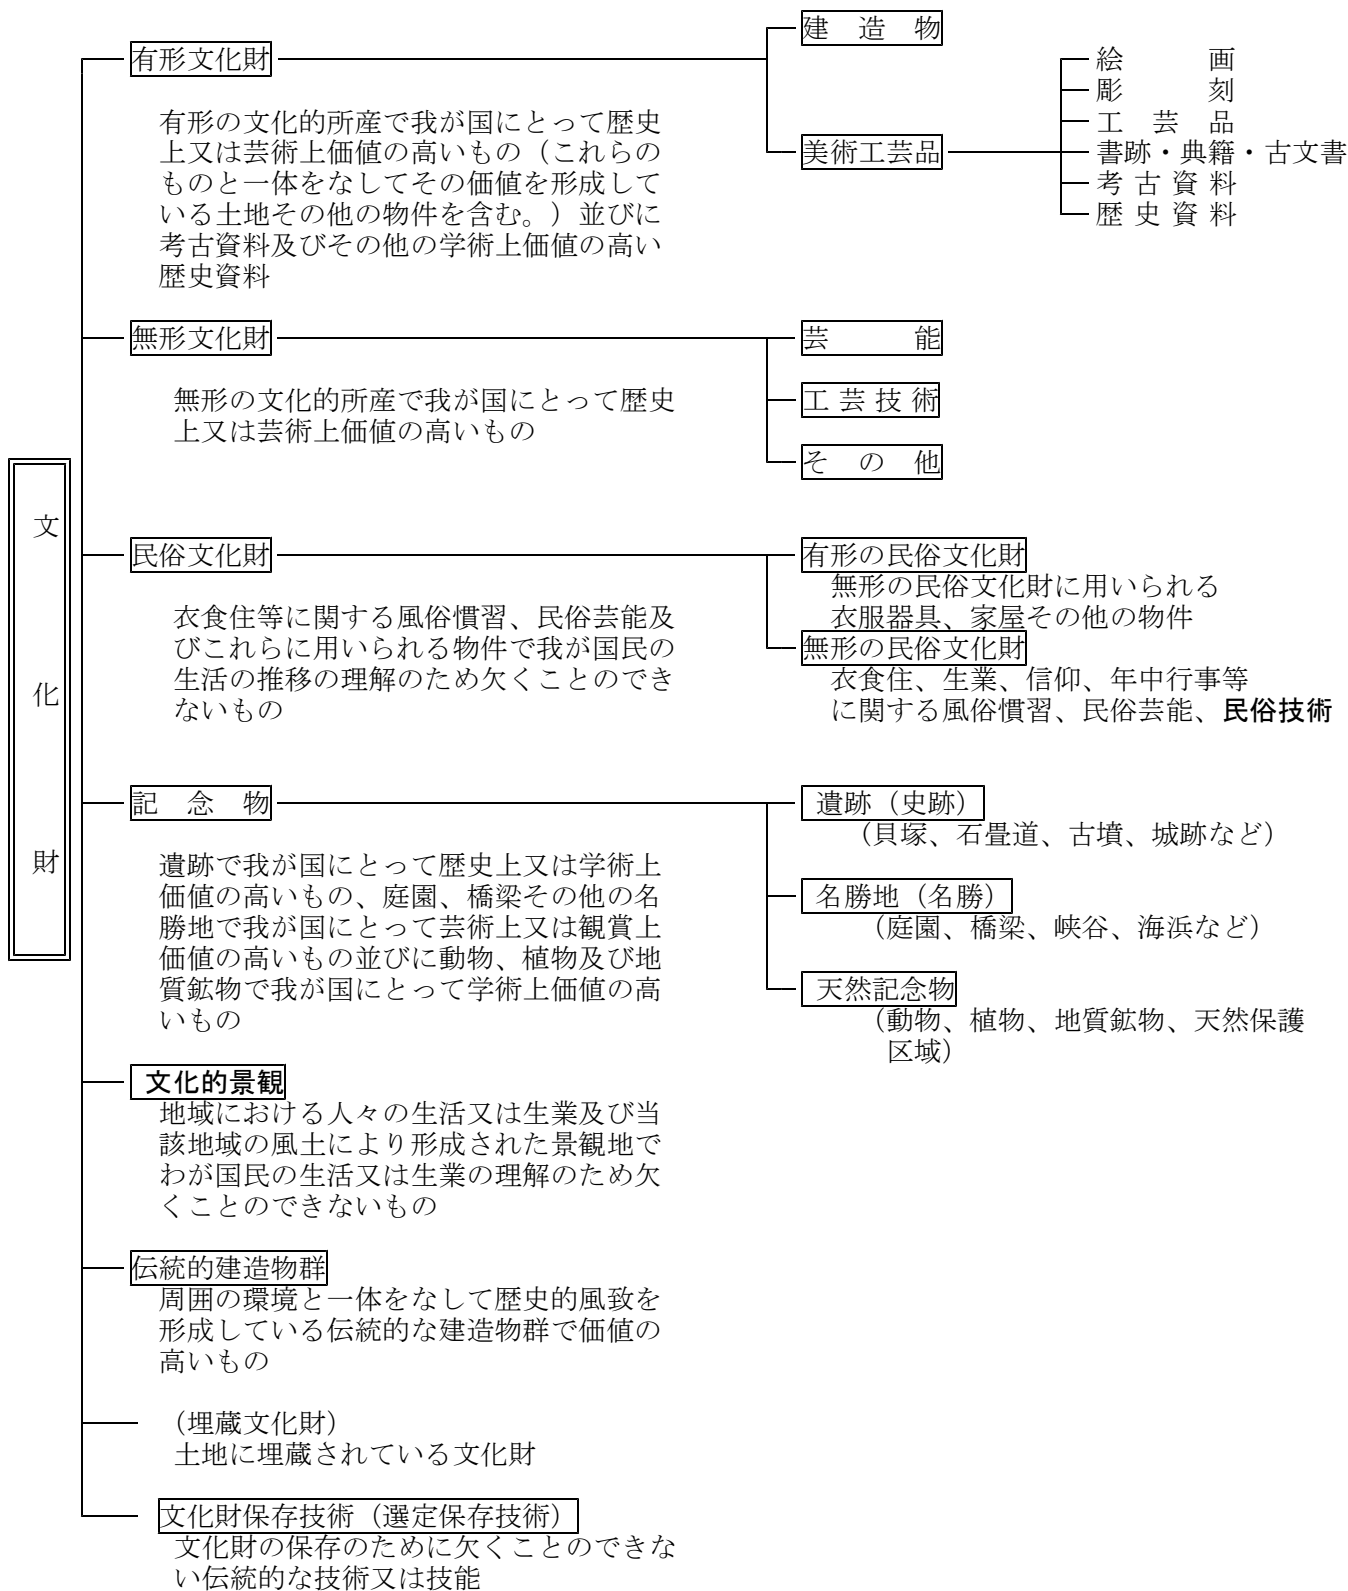 文化財
有形文化財
有形の文化的所産で我が国にとって歴史
上又は芸術上価値の高いもの（これらの
ものと一体をなしてその価値を形成して
いる土地その他の物件を含む。）並びに
考古資料及びその他の学術上価値の高い
歴史資料
建造物
美術工芸品
絵画
彫刻
工芸品
書跡・典籍・古文書
考古資料
歴史資料
無形文化財
無形の文化的所産で我が国にとって歴史
上又は芸術上価値の高いもの
芸能
工芸技術
その他
民俗文化財
衣食住等に関する風俗慣習、民俗芸能及
びこれらに用いられる物件で我が国民の
生活の推移の理解のため欠くことのでき
ないもの
有形の民俗文化財
無形の民俗文化財に用いられる
衣服器具、家屋その他の物件
無形の民俗文化財
衣食住、生業、信仰、年中行事等
に関する風俗慣習、民俗芸能、民俗技術
記念物
遺跡で我が国にとって歴史上又は学術上
価値の高いもの、庭園、橋梁その他の名
勝地で我が国にとって芸術上又は観賞上
価値の高いもの並びに動物、植物及び地
質鉱物で我が国にとって学術上価値の高
いもの
遺跡（史跡）
（貝塚、石畳道、古墳、城跡など）
名勝地（名勝）
（庭園、橋梁、峡谷、海浜など）
天然記念物
（動物、植物、地質鉱物、天然保護
区域）
文化的景観
地域における人々の生活又は生業及び当
該地域の風土により形成された景観地で
わが国民の生活又は生業の理解のため欠
くことのできないもの
伝統的建造物群
周囲の環境と一体をなして歴史的風致を
形成している伝統的な建造物群で価値の
高いもの
（埋蔵文化財）
土地に埋蔵されている文化財
文化財保存技術（選定保存技術）
文化財の保存のために欠くことのできな
い伝統的な技術又は技能